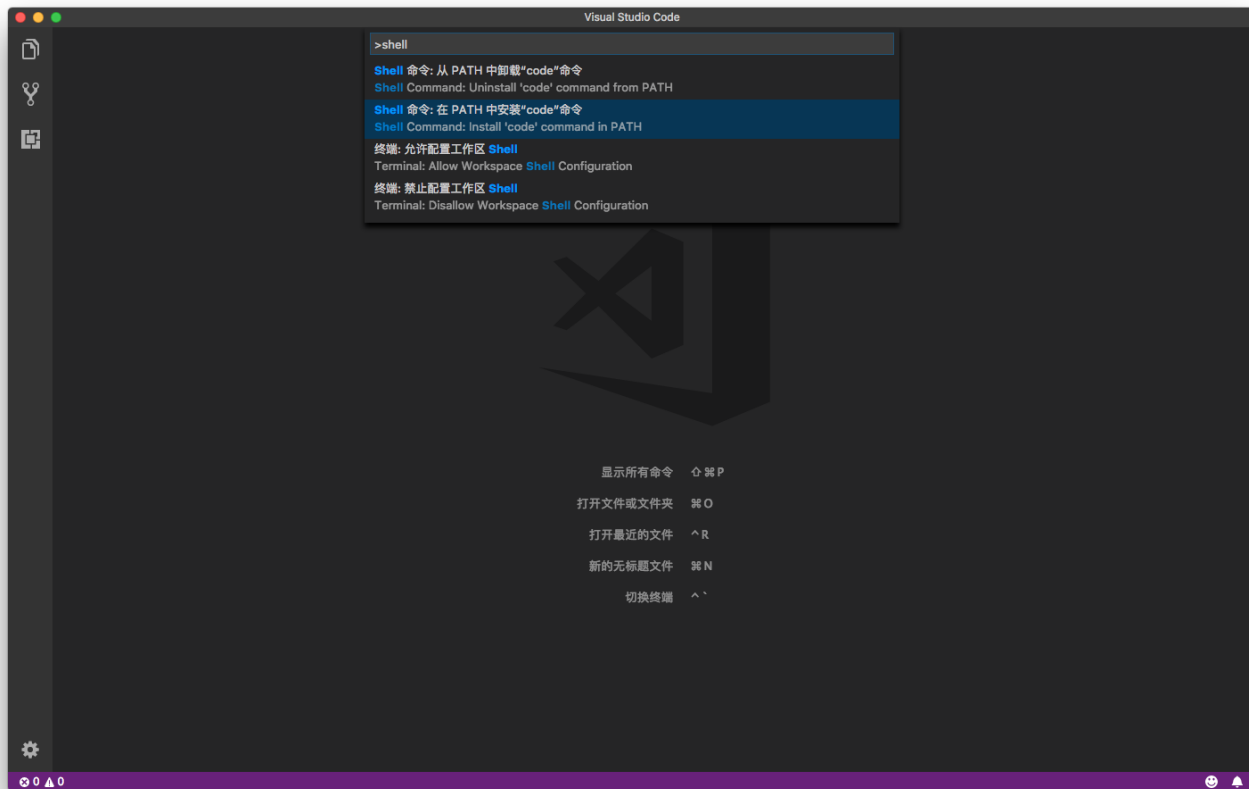 Visual Studio Code
>shell
Shell 命令: 从 PATH 中卸载“code”命令
Shell Command: Uninstall 'code' command from PATH
Shell 命令: 在 PATH 中安装“code”命令
Shell Command: Install 'code' command in PATH
终端: 允许配置工作区 Shell
Terminal: Allow Workspace Shell Configuration
终端: 禁止配置工作区 Shell
Terminal: Disallow Workspace Shell Configuration
显示所有命令 ⇧⌘P
打开文件或文件夹 ⌘O
打开最近的文件 ^R
新的无标题文件 ⌘N
切换终端 ^`
0 0